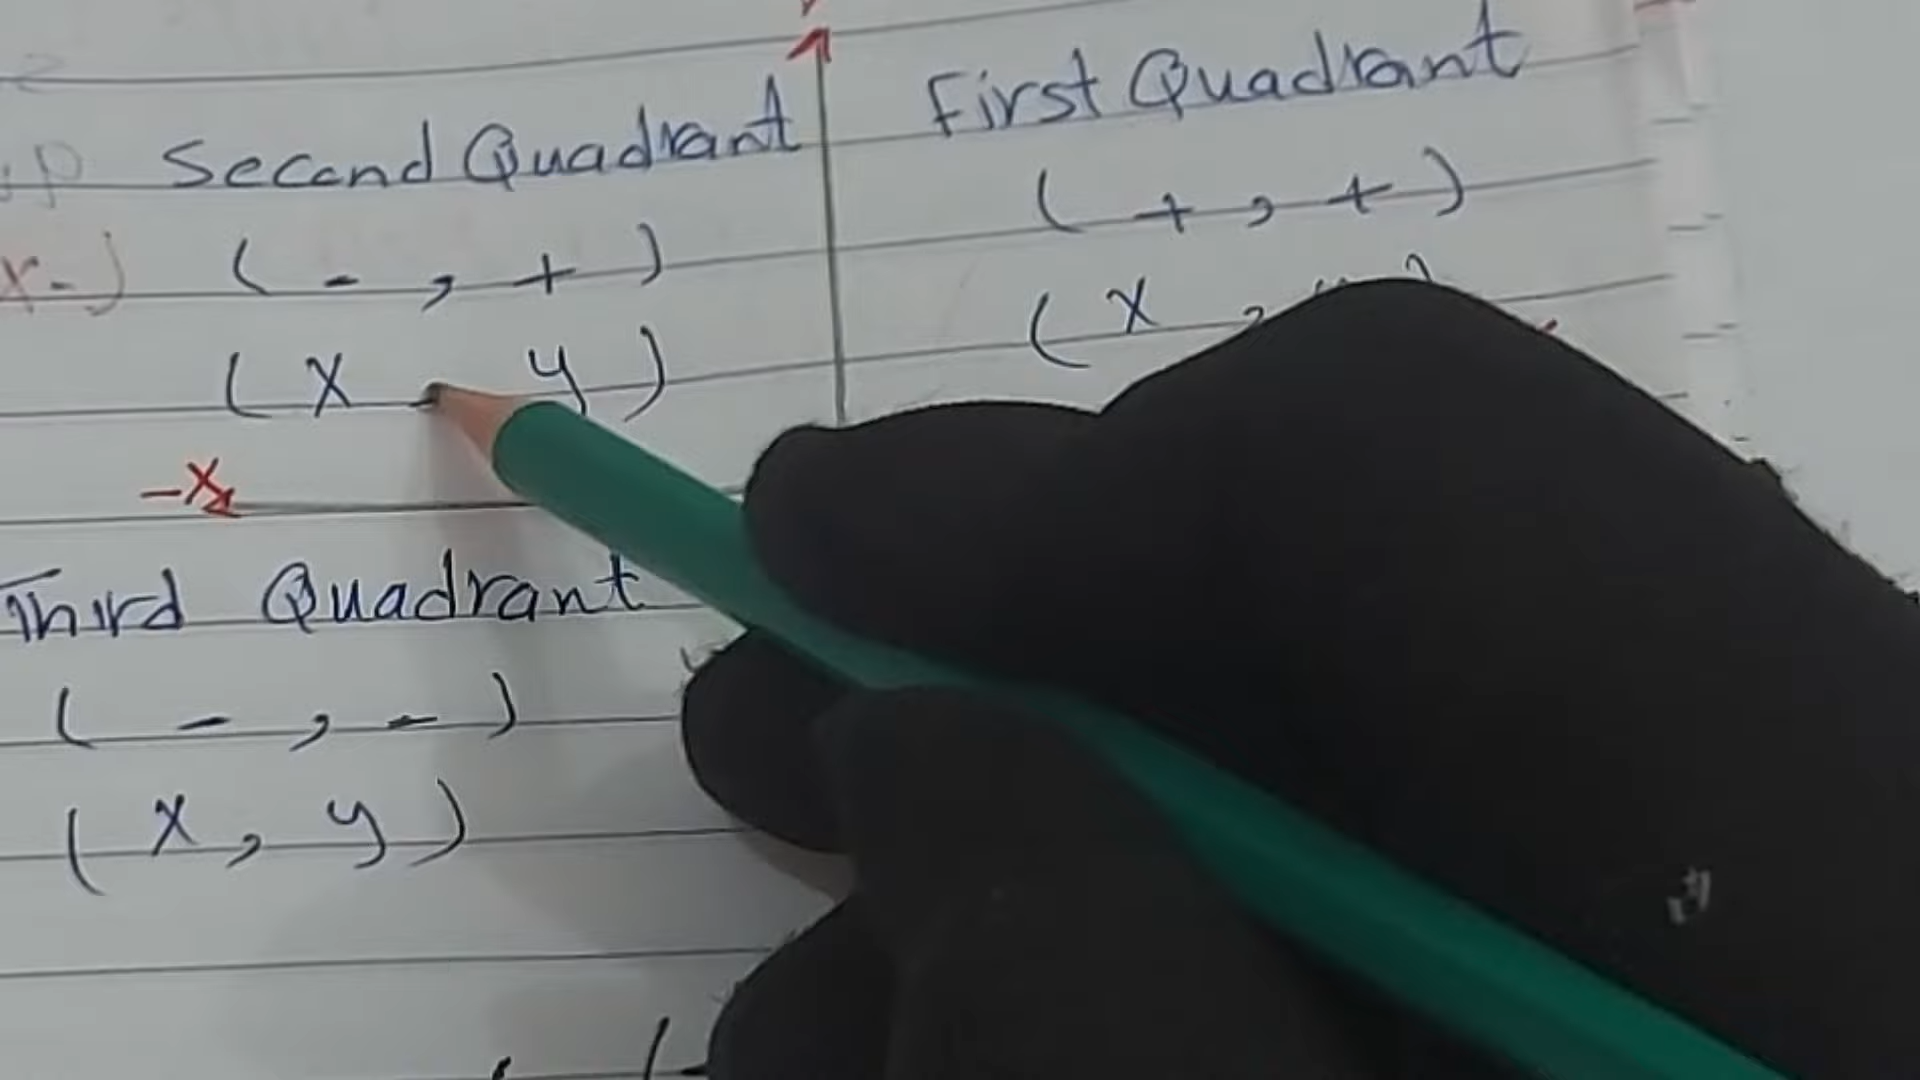 Second Quadrant First Quadrant
( - , + ) ( + , + )
x-) ( x y ) ( x ,
-x
Third Quadrant
( - , - )
( x , y )